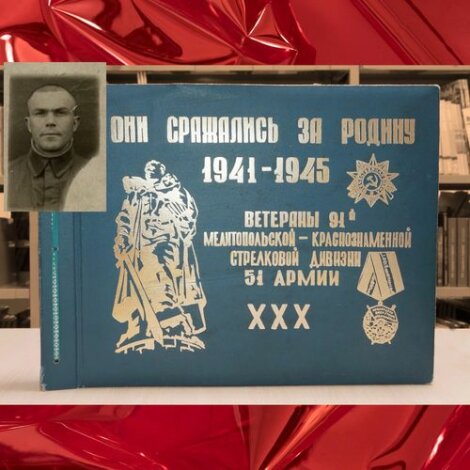 ОНИ СРАЖАЛИСЬ ЗА РОДИНУ
1941-1945
ВЕТЕРАНЫ 91й
МЕЛИТОПОЛЬСКОЙ - КРАСНОЗНАМЕННОЙ
СТРЕЛКОВОЙ ДИВИЗИИ
51 АРМИИ
XXX